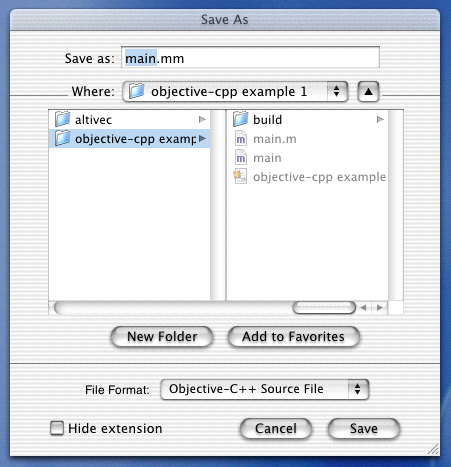 Save As
Save as: main.mm
Where: objective-cpp example 1
altivec
objective-cpp examp
build
main.m
main
objective-cpp example
New Folder
Add to Favorites
File Format: Objective-C++ Source File
Hide extension
Cancel
Save